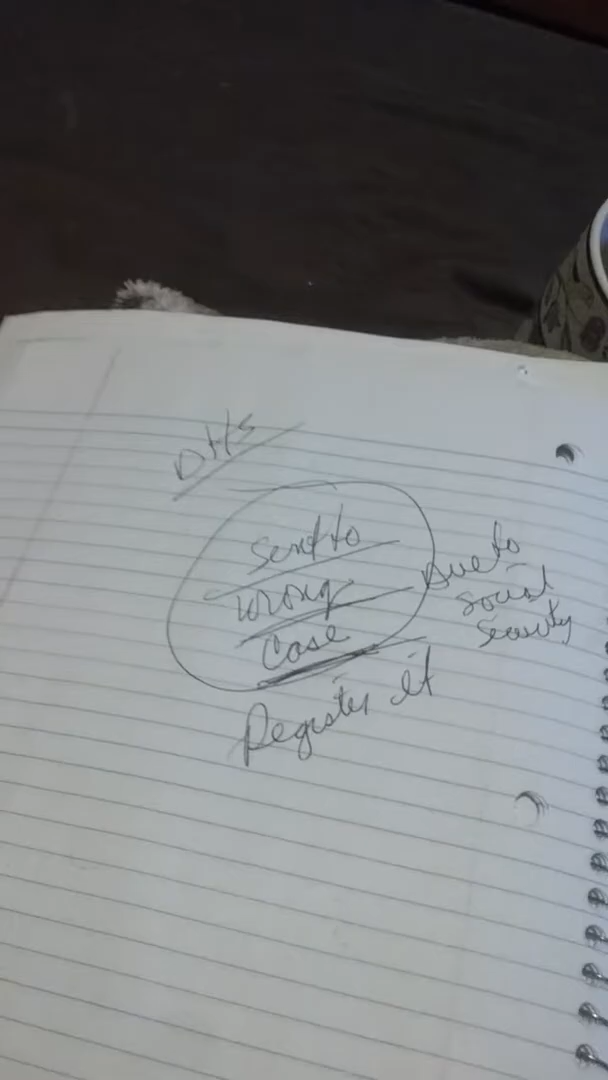 DHS
Sent to
wrong
Case
Due to
Social
Security
Register it